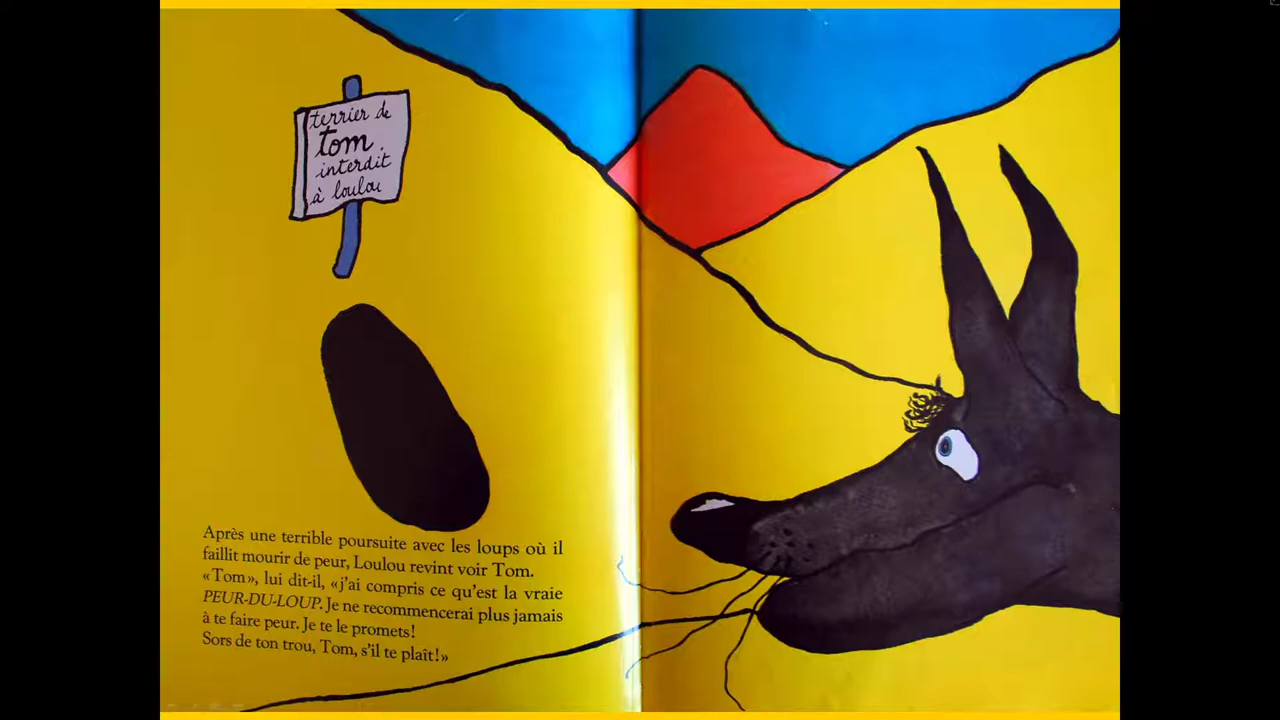 terrier de
tom
interdit
à loulou
Après une terrible poursuite avec les loups où il
faillit mourir de peur, Loulou revint voir Tom.
«Tom», lui dit-il, «j'ai compris ce qu'est la vraie
PEUR-DU-LOUP. Je ne recommencerai plus jamais
à te faire peur. Je te le promets!
Sors de ton trou, Tom, s'il te plaît!»